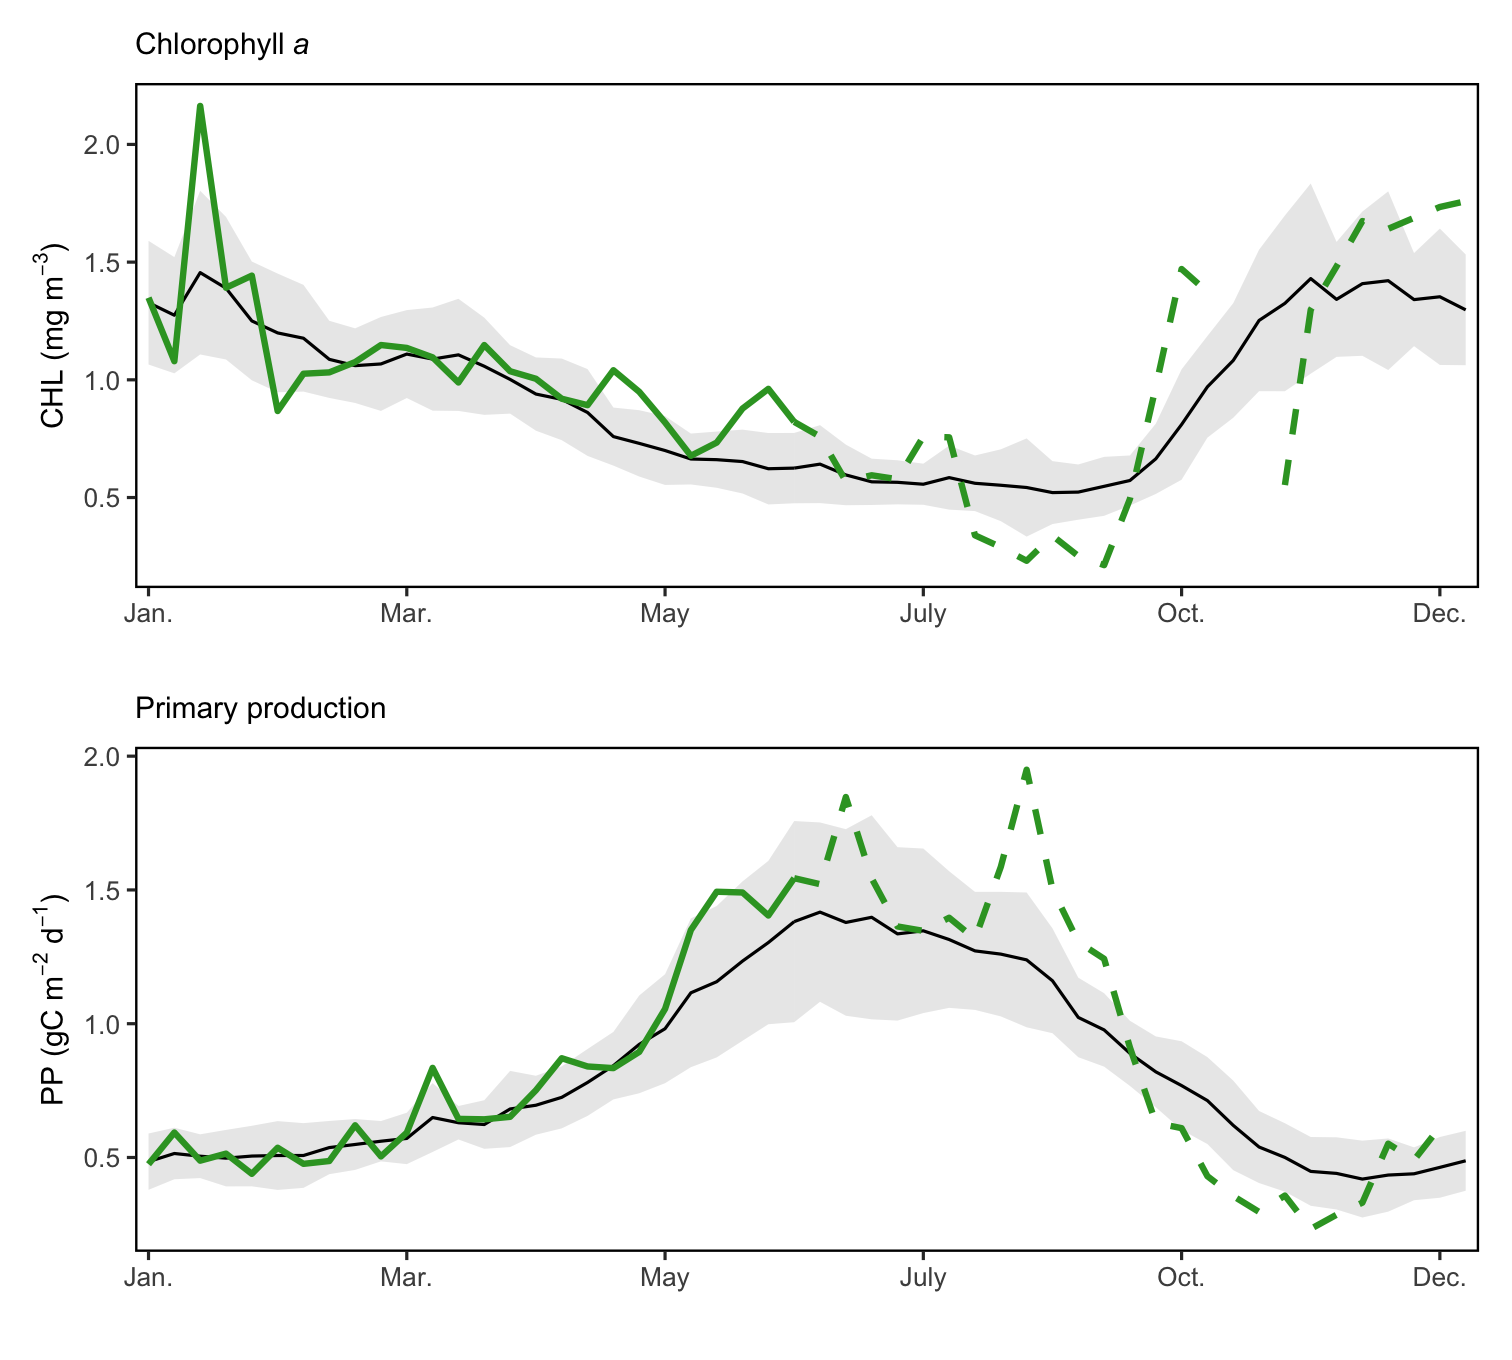 Chlorophyll a
CHL (mg m⁻³)
2.0
1.5
1.0
0.5
Jan. Mar. May July Oct. Dec.
Primary production
PP (gC m⁻² d⁻¹)
2.0
1.5
1.0
0.5
Jan. Mar. May July Oct. Dec.